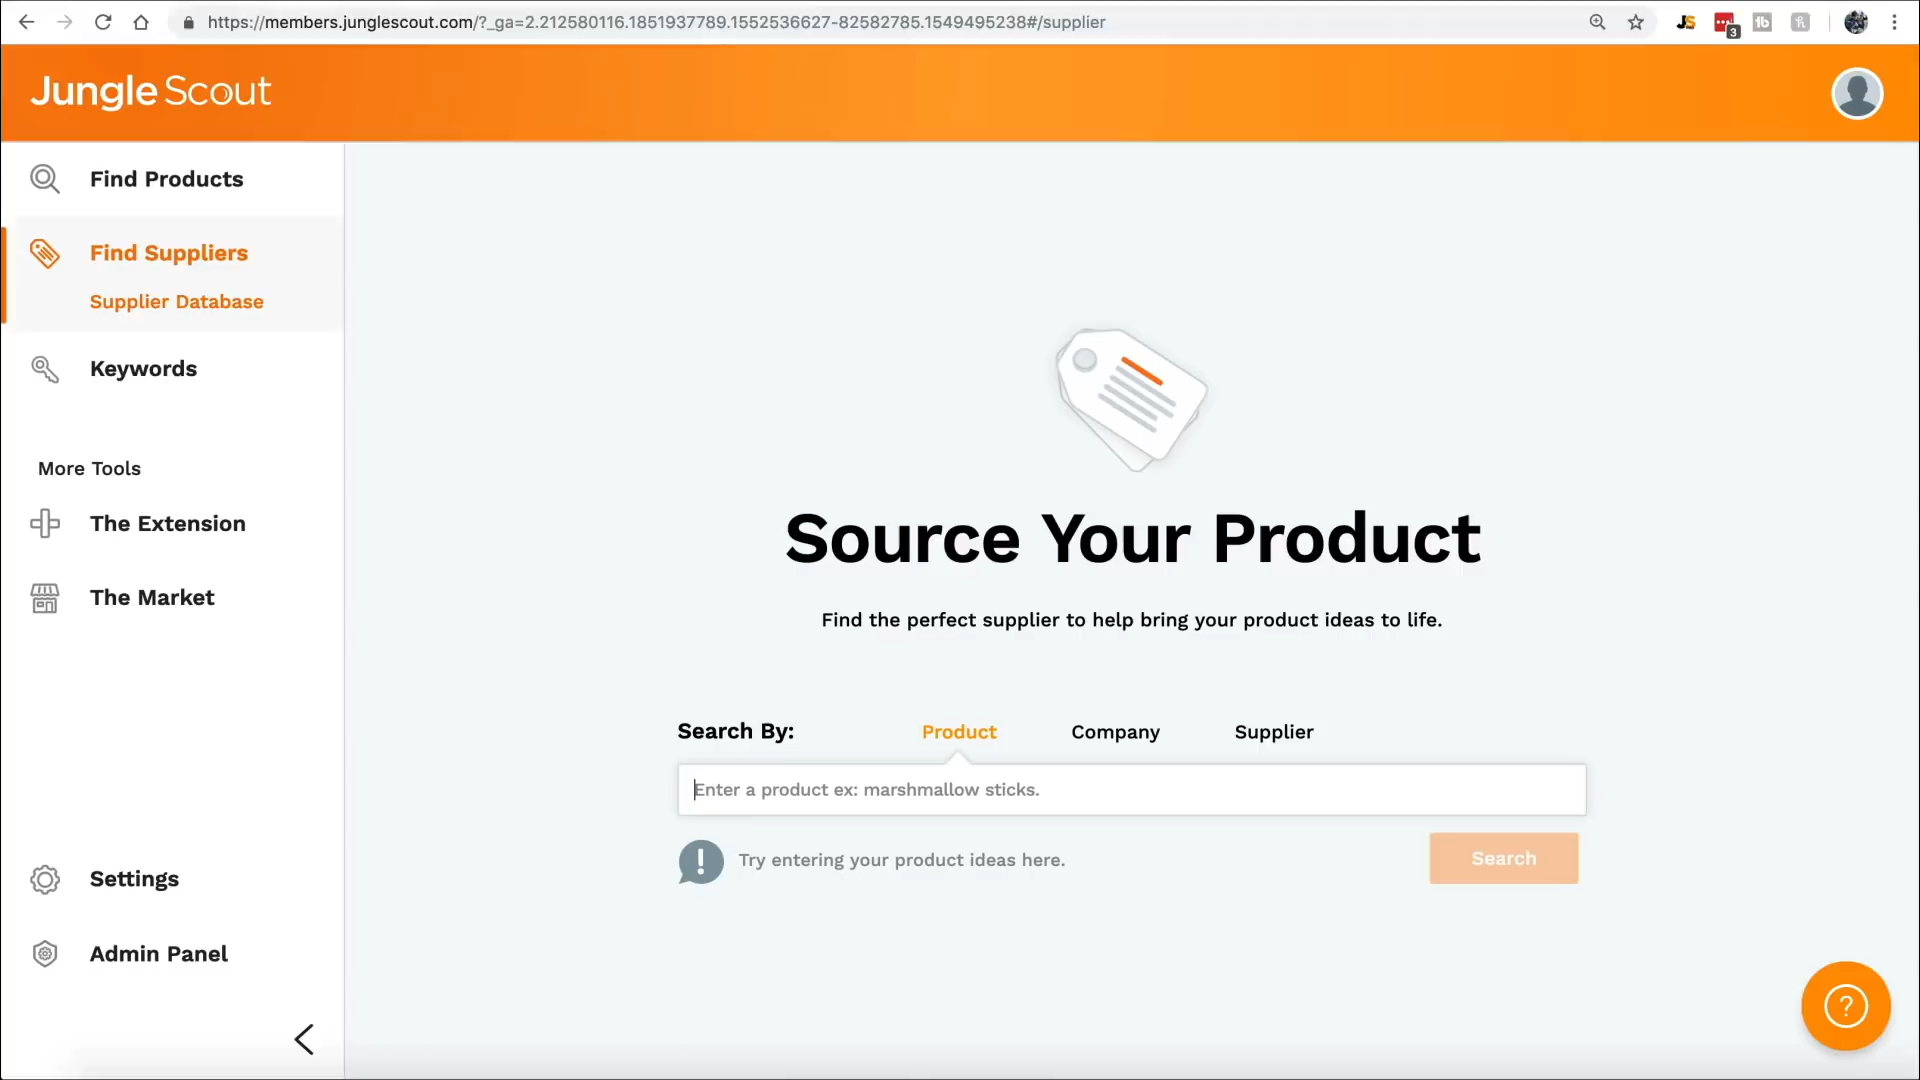 https://members.junglescout.com/?_ga=2.212580116.1851937789.1552536627-82582785.1549495238#/supplier
JS
3
Jungle Scout
Find Products
Find Suppliers
Supplier Database
Keywords
More Tools
The Extension
The Market
Settings
Admin Panel
Source Your Product
Find the perfect supplier to help bring your product ideas to life.
Search By:
Product
Company
Supplier
Enter a product ex: marshmallow sticks.
!
Try entering your product ideas here.
Search
?